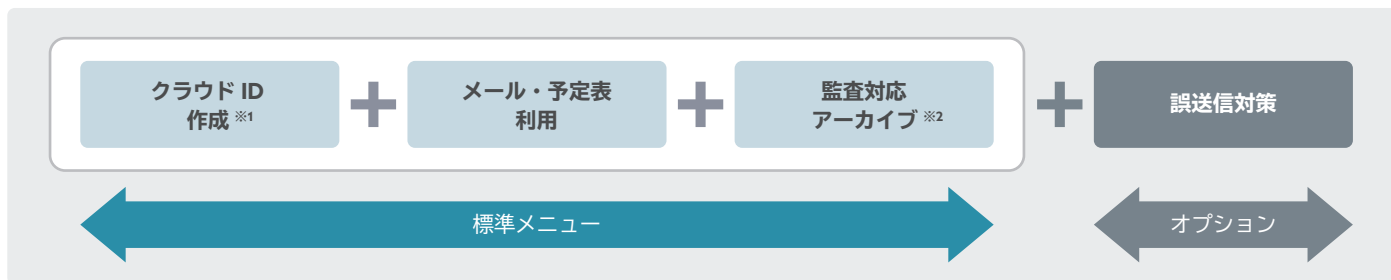 クラウド ID
作成 ※1
メール・予定表
利用
監査対応
アーカイブ ※2
誤送信対策
標準メニュー
オプション